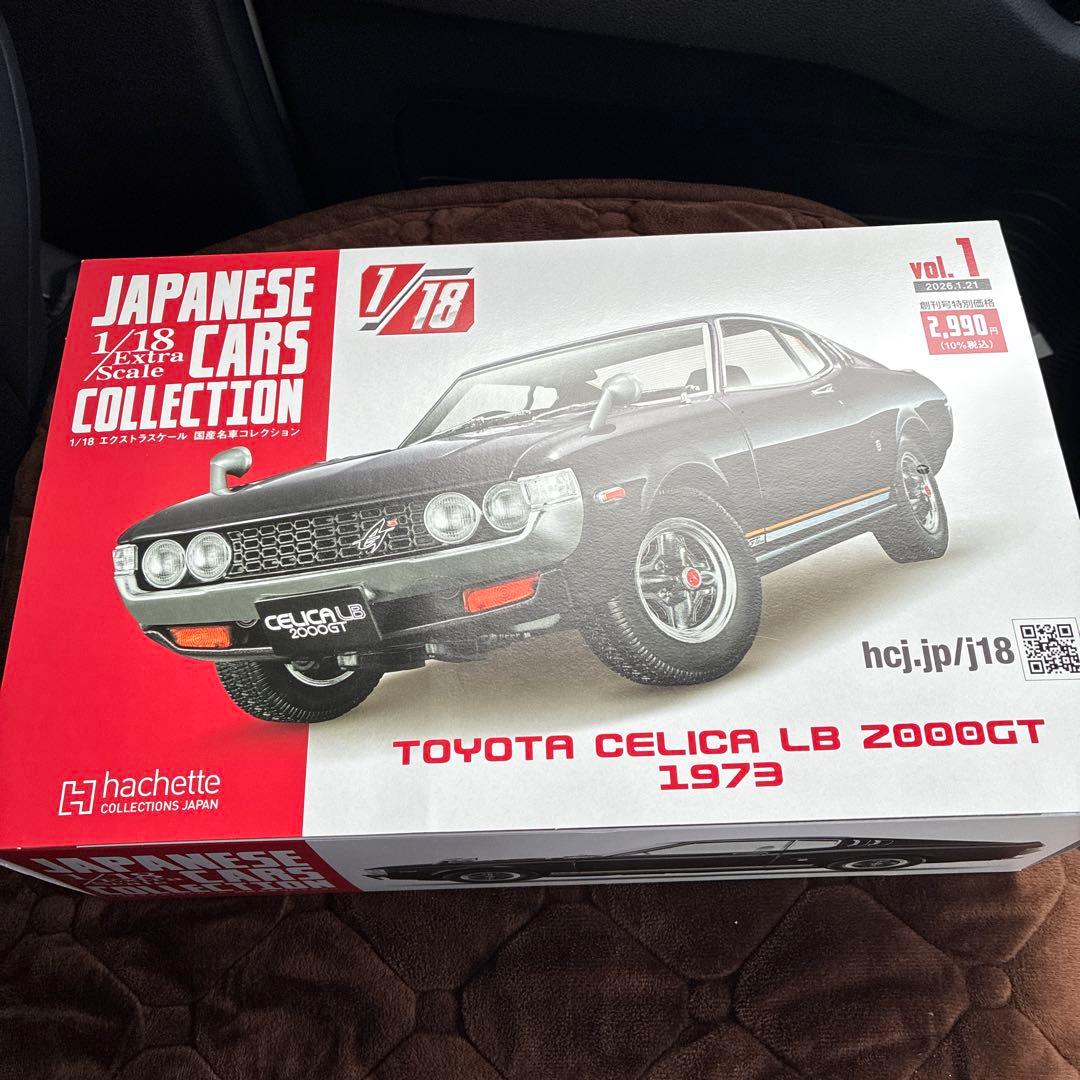 JAPANESE
1/18 Extra Scale
CARS
COLLECTION
1/18 エクストラスケール 国産名車コレクション
1/18
vol.1
2026.1.21
創刊号特別価格
2,990円
(10%税込)
CELICA LB
2000GT
hcj.jp/j18
TOYOTA CELICA LB 2000GT
1973
hachette
COLLECTIONS JAPAN
JAPANESE
CARS
COLLECTION